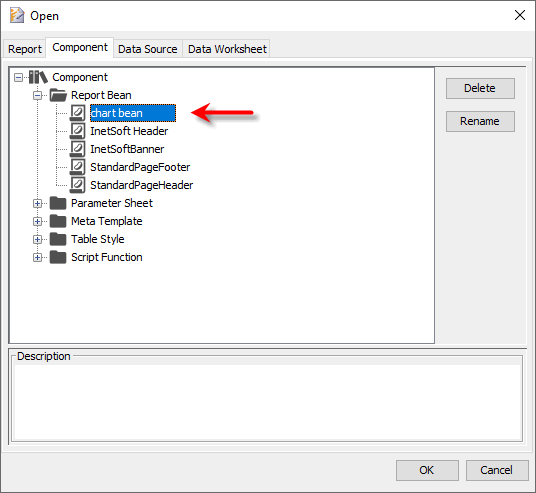 Open
Report Component Data Source Data Worksheet
Component
Report Bean
chart bean
InetSoft Header
InetSoftBanner
StandardPageFooter
StandardPageHeader
Parameter Sheet
Meta Template
Table Style
Script Function
Delete
Rename
Description
OK Cancel